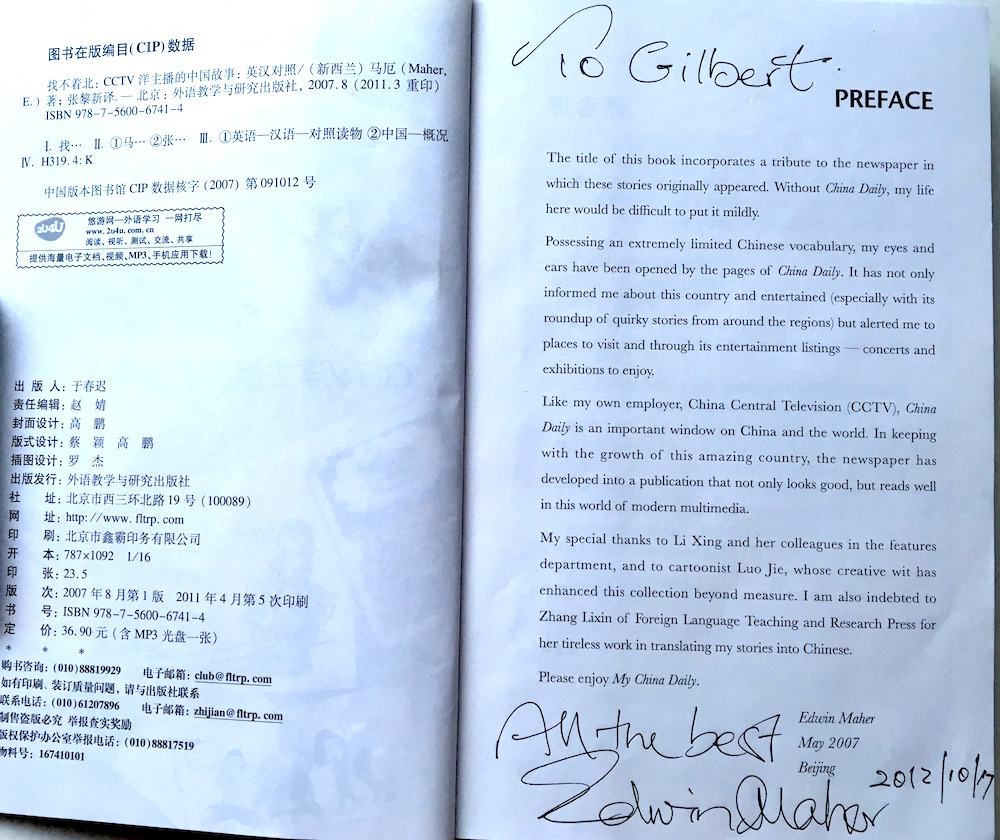 图书在版编目(CIP)数据
找不着北: CCTV 洋主播的中国故事: 英汉对照/ (新西兰) 马厄 (Maher,
E.) 著; 张黎新译. — 北京: 外语教学与研究出版社, 2007.8 (2011.3 重印)
ISBN 978-7-5600-6741-4
Ⅰ. 找… Ⅱ. ①马… ②张… Ⅲ. ①英语—汉语—对照读物 ②中国—概况
Ⅳ. H319.4: K
中国版本图书馆 CIP 数据核字 (2007) 第 091012 号
2u4u
悠游网—外语学习 一网打尽
www.2u4u.com.cn
阅读、视听、测试、交流、共享
提供海量电子文档、视频、MP3、手机应用下载!
出 版 人: 于春迟
责任编辑: 赵 婧
封面设计: 高 鹏
版式设计: 蔡 颖 高 鹏
插图设计: 罗 杰
出版发行: 外语教学与研究出版社
社 址: 北京市西三环北路 19 号 (100089)
网 址: http://www.fltrp.com
印 刷: 北京市鑫霸印务有限公司
开 本: 787×1092 1/16
印 张: 23.5
版 次: 2007 年 8 月第 1 版 2011 年 4 月第 5 次印刷
书 号: ISBN 978-7-5600-6741-4
定 价: 36.90 元 (含 MP3 光盘一张)
* * *
购书咨询: (010)88819929 电子邮箱: club@fltrp.com
如有印刷、装订质量问题, 请与出版社联系
联系电话: (010)61207896 电子邮箱: zhijian@fltrp.com
制售盗版必究 举报查实奖励
版权保护办公室举报电话: (010)88817519
物料号: 167410101
To Gilbert.
PREFACE
The title of this book incorporates a tribute to the newspaper in
which these stories originally appeared. Without China Daily, my life
here would be difficult to put it mildly.
Possessing an extremely limited Chinese vocabulary, my eyes and
ears have been opened by the pages of China Daily. It has not only
informed me about this country and entertained (especially with its
roundup of quirky stories from around the regions) but alerted me to
places to visit and through its entertainment listings — concerts and
exhibitions to enjoy.
Like my own employer, China Central Television (CCTV), China
Daily is an important window on China and the world. In keeping
with the growth of this amazing country, the newspaper has
developed into a publication that not only looks good, but reads well
in this world of modern multimedia.
My special thanks to Li Xing and her colleagues in the features
department, and to cartoonist Luo Jie, whose creative wit has
enhanced this collection beyond measure. I am also indebted to
Zhang Lixin of Foreign Language Teaching and Research Press for
her tireless work in translating my stories into Chinese.
Please enjoy My China Daily.
Edwin Maher
May 2007
Beijing
All the best
Edwin Maher
2012/10/17